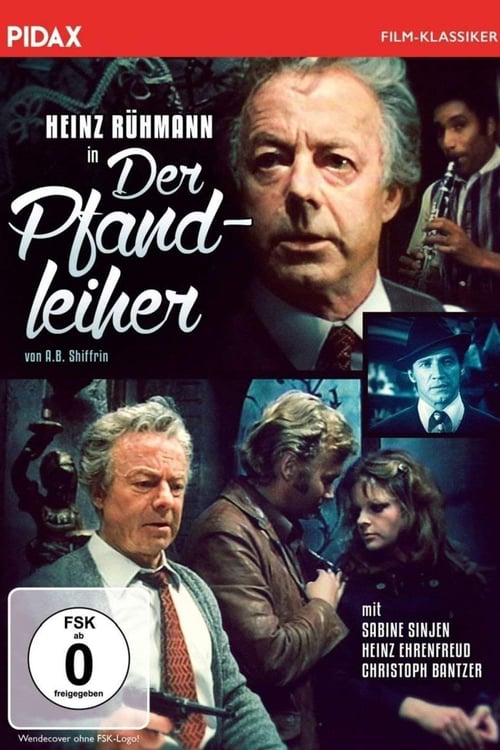 PIDAX
FILM-KLASSIKER
HEINZ RÜHMANN
in
Der
Pfand-
leiher
von A.B. Shiffrin
mit
SABINE SINJEN
HEINZ EHRENFREUD
CHRISTOPH BANTZER
FSK
ab
0
freigegeben
Wendecover ohne FSK-Logo!